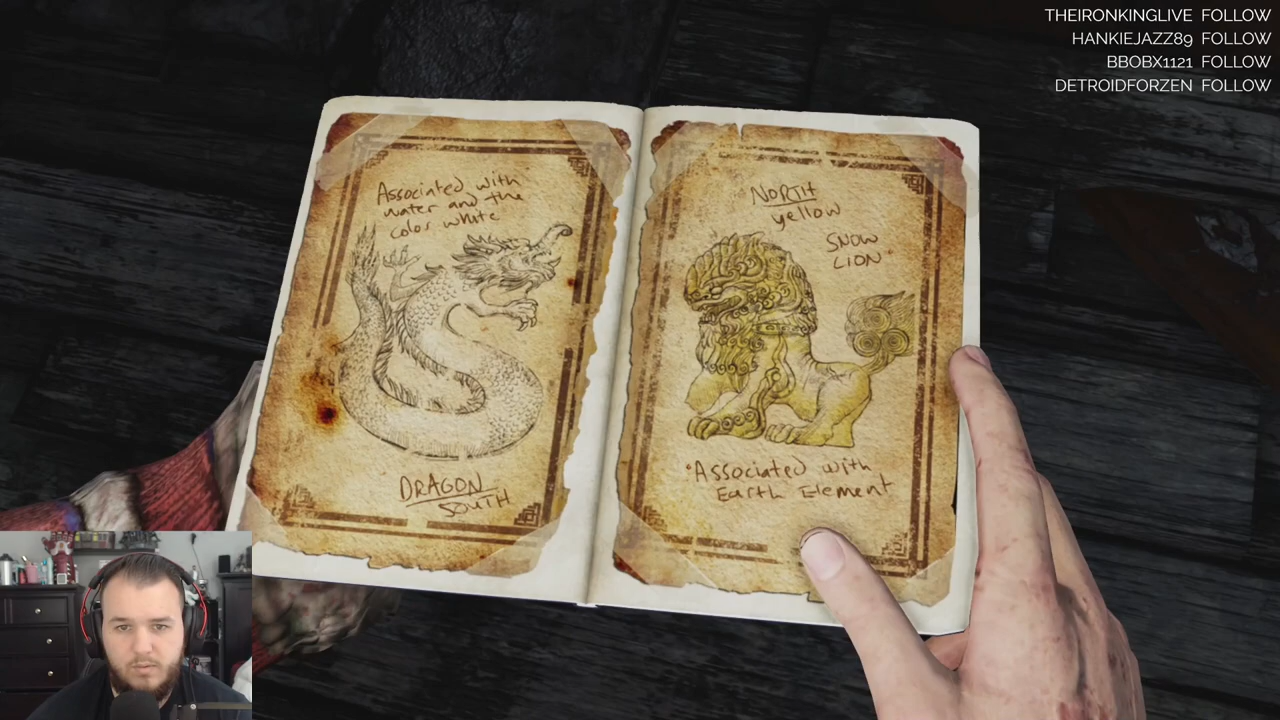 THEIRONKINGLIVE FOLLOW
HANKIEJAZZ89 FOLLOW
BBOBX1121 FOLLOW
DETROIDFORZEN FOLLOW
Associated with
water and the
color white
DRAGON
SOUTH
NORTH
yellow
SNOW
LION
Associated with
Earth Element